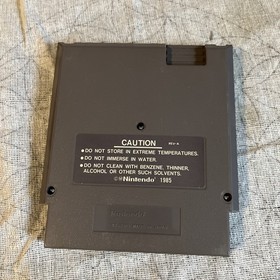 CAUTION
REV-A
• DO NOT STORE IN EXTREME TEMPERATURES.
• DO NOT IMMERSE IN WATER.
• DO NOT CLEAN WITH BENZENE, THINNER,
ALCOHOL OR OTHER SUCH SOLVENTS.
©®Nintendo® 1985